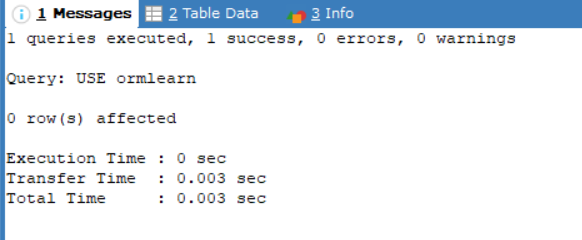 1 Messages 2 Table Data 3 Info
1 queries executed, 1 success, 0 errors, 0 warnings
Query: USE ormlearn
0 row(s) affected
Execution Time : 0 sec
Transfer Time : 0.003 sec
Total Time : 0.003 sec